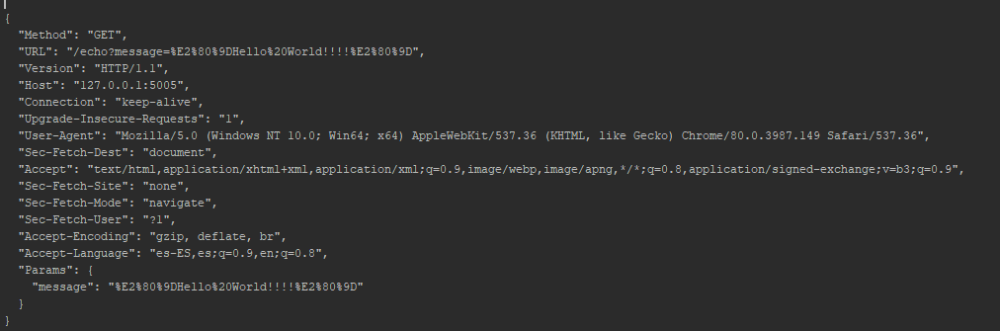 {
  "Method": "GET",
  "URL": "/echo?message=%E2%80%9DHello%20World!!!!%E2%80%9D",
  "Version": "HTTP/1.1",
  "Host": "127.0.0.1:5005",
  "Connection": "keep-alive",
  "Upgrade-Insecure-Requests": "1",
  "User-Agent": "Mozilla/5.0 (Windows NT 10.0; Win64; x64) AppleWebKit/537.36 (KHTML, like Gecko) Chrome/80.0.3987.149 Safari/537.36",
  "Sec-Fetch-Dest": "document",
  "Accept": "text/html,application/xhtml+xml,application/xml;q=0.9,image/webp,image/apng,*/*;q=0.8,application/signed-exchange;v=b3;q=0.9",
  "Sec-Fetch-Site": "none",
  "Sec-Fetch-Mode": "navigate",
  "Sec-Fetch-User": "?1",
  "Accept-Encoding": "gzip, deflate, br",
  "Accept-Language": "es-ES,es;q=0.9,en;q=0.8",
  "Params": {
    "message": "%E2%80%9DHello%20World!!!!%E2%80%9D"
  }
}